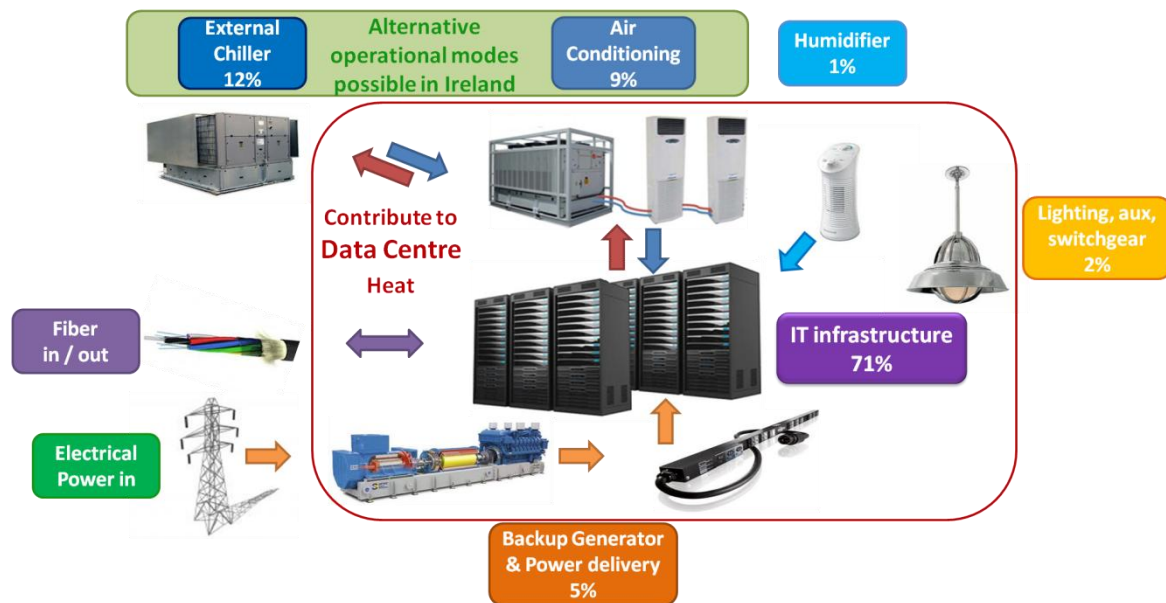 External
Chiller
12%
Alternative
operational modes
possible in Ireland
Air
Conditioning
9%
Humidifier
1%
Contribute to
Data Centre
Heat
Lighting, aux,
switchgear
2%
Fiber
in / out
IT infrastructure
71%
Electrical
Power in
Backup Generator
& Power delivery
5%